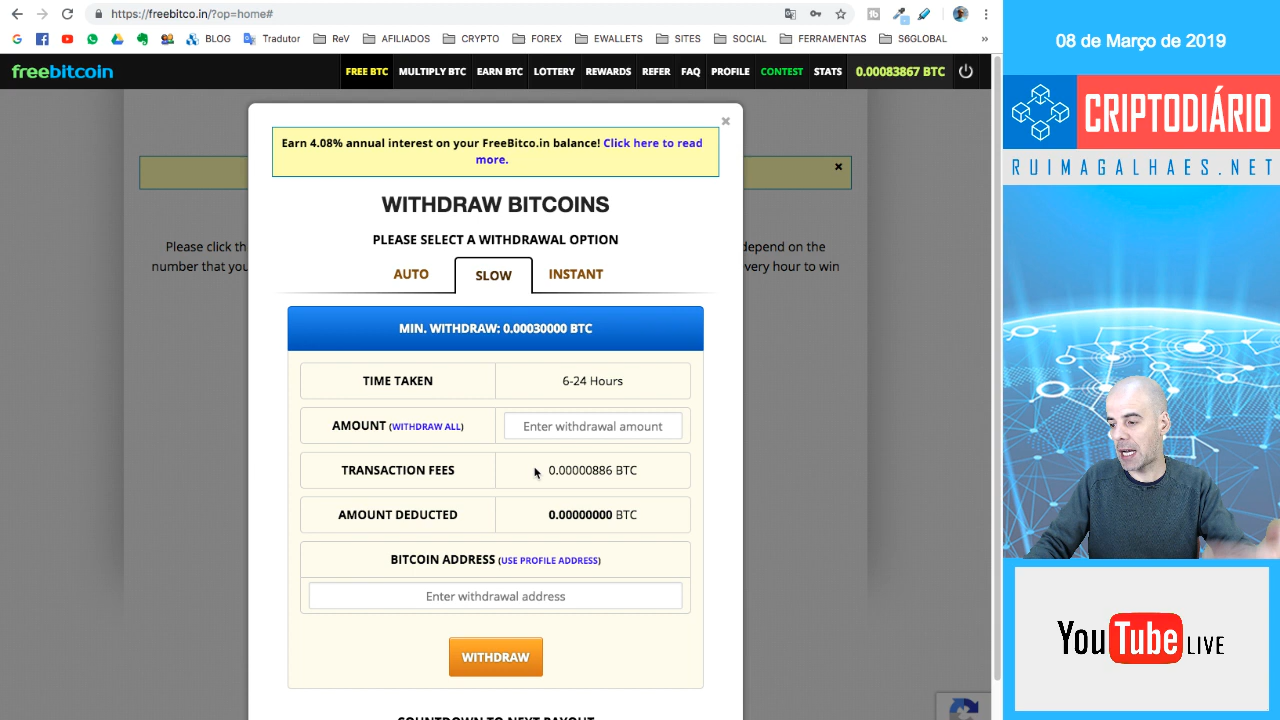 https://freebitco.in/?op=home#
BLOG Tradutor ReV AFILIADOS CRYPTO FOREX EWALLETS SITES SOCIAL FERRAMENTAS S6GLOBAL »
freebitcoin FREE BTC MULTIPLY BTC EARN BTC LOTTERY REWARDS REFER FAQ PROFILE CONTEST STATS 0.00083867 BTC
Earn 4.08% annual interest on your FreeBitco.in balance! Click here to read
more.
WITHDRAW BITCOINS
PLEASE SELECT A WITHDRAWAL OPTION
Please click th
depend on the
number that you
every hour to win
AUTO SLOW INSTANT
MIN. WITHDRAW: 0.00030000 BTC
TIME TAKEN 6-24 Hours
AMOUNT (WITHDRAW ALL) Enter withdrawal amount
TRANSACTION FEES 0.00000886 BTC
AMOUNT DEDUCTED 0.00000000 BTC
BITCOIN ADDRESS (USE PROFILE ADDRESS)
Enter withdrawal address
WITHDRAW
COUNTDOWN TO NEXT PAYOUT
08 de Março de 2019
CRIPTODIÁRIO
RUIMAGALHAES.NET
YouTube LIVE